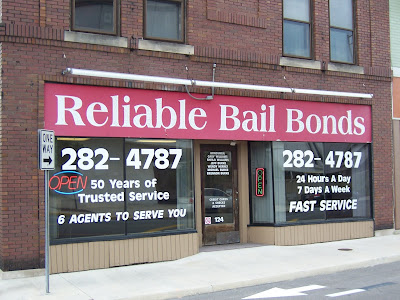 Reliable Bail Bonds
ONE
WAY
282-4787
OPEN
50 Years of
Trusted Service
6 AGENTS TO SERVE YOU
124
OPEN
282-4787
24 Hours A Day
7 Days A Week
FAST SERVICE